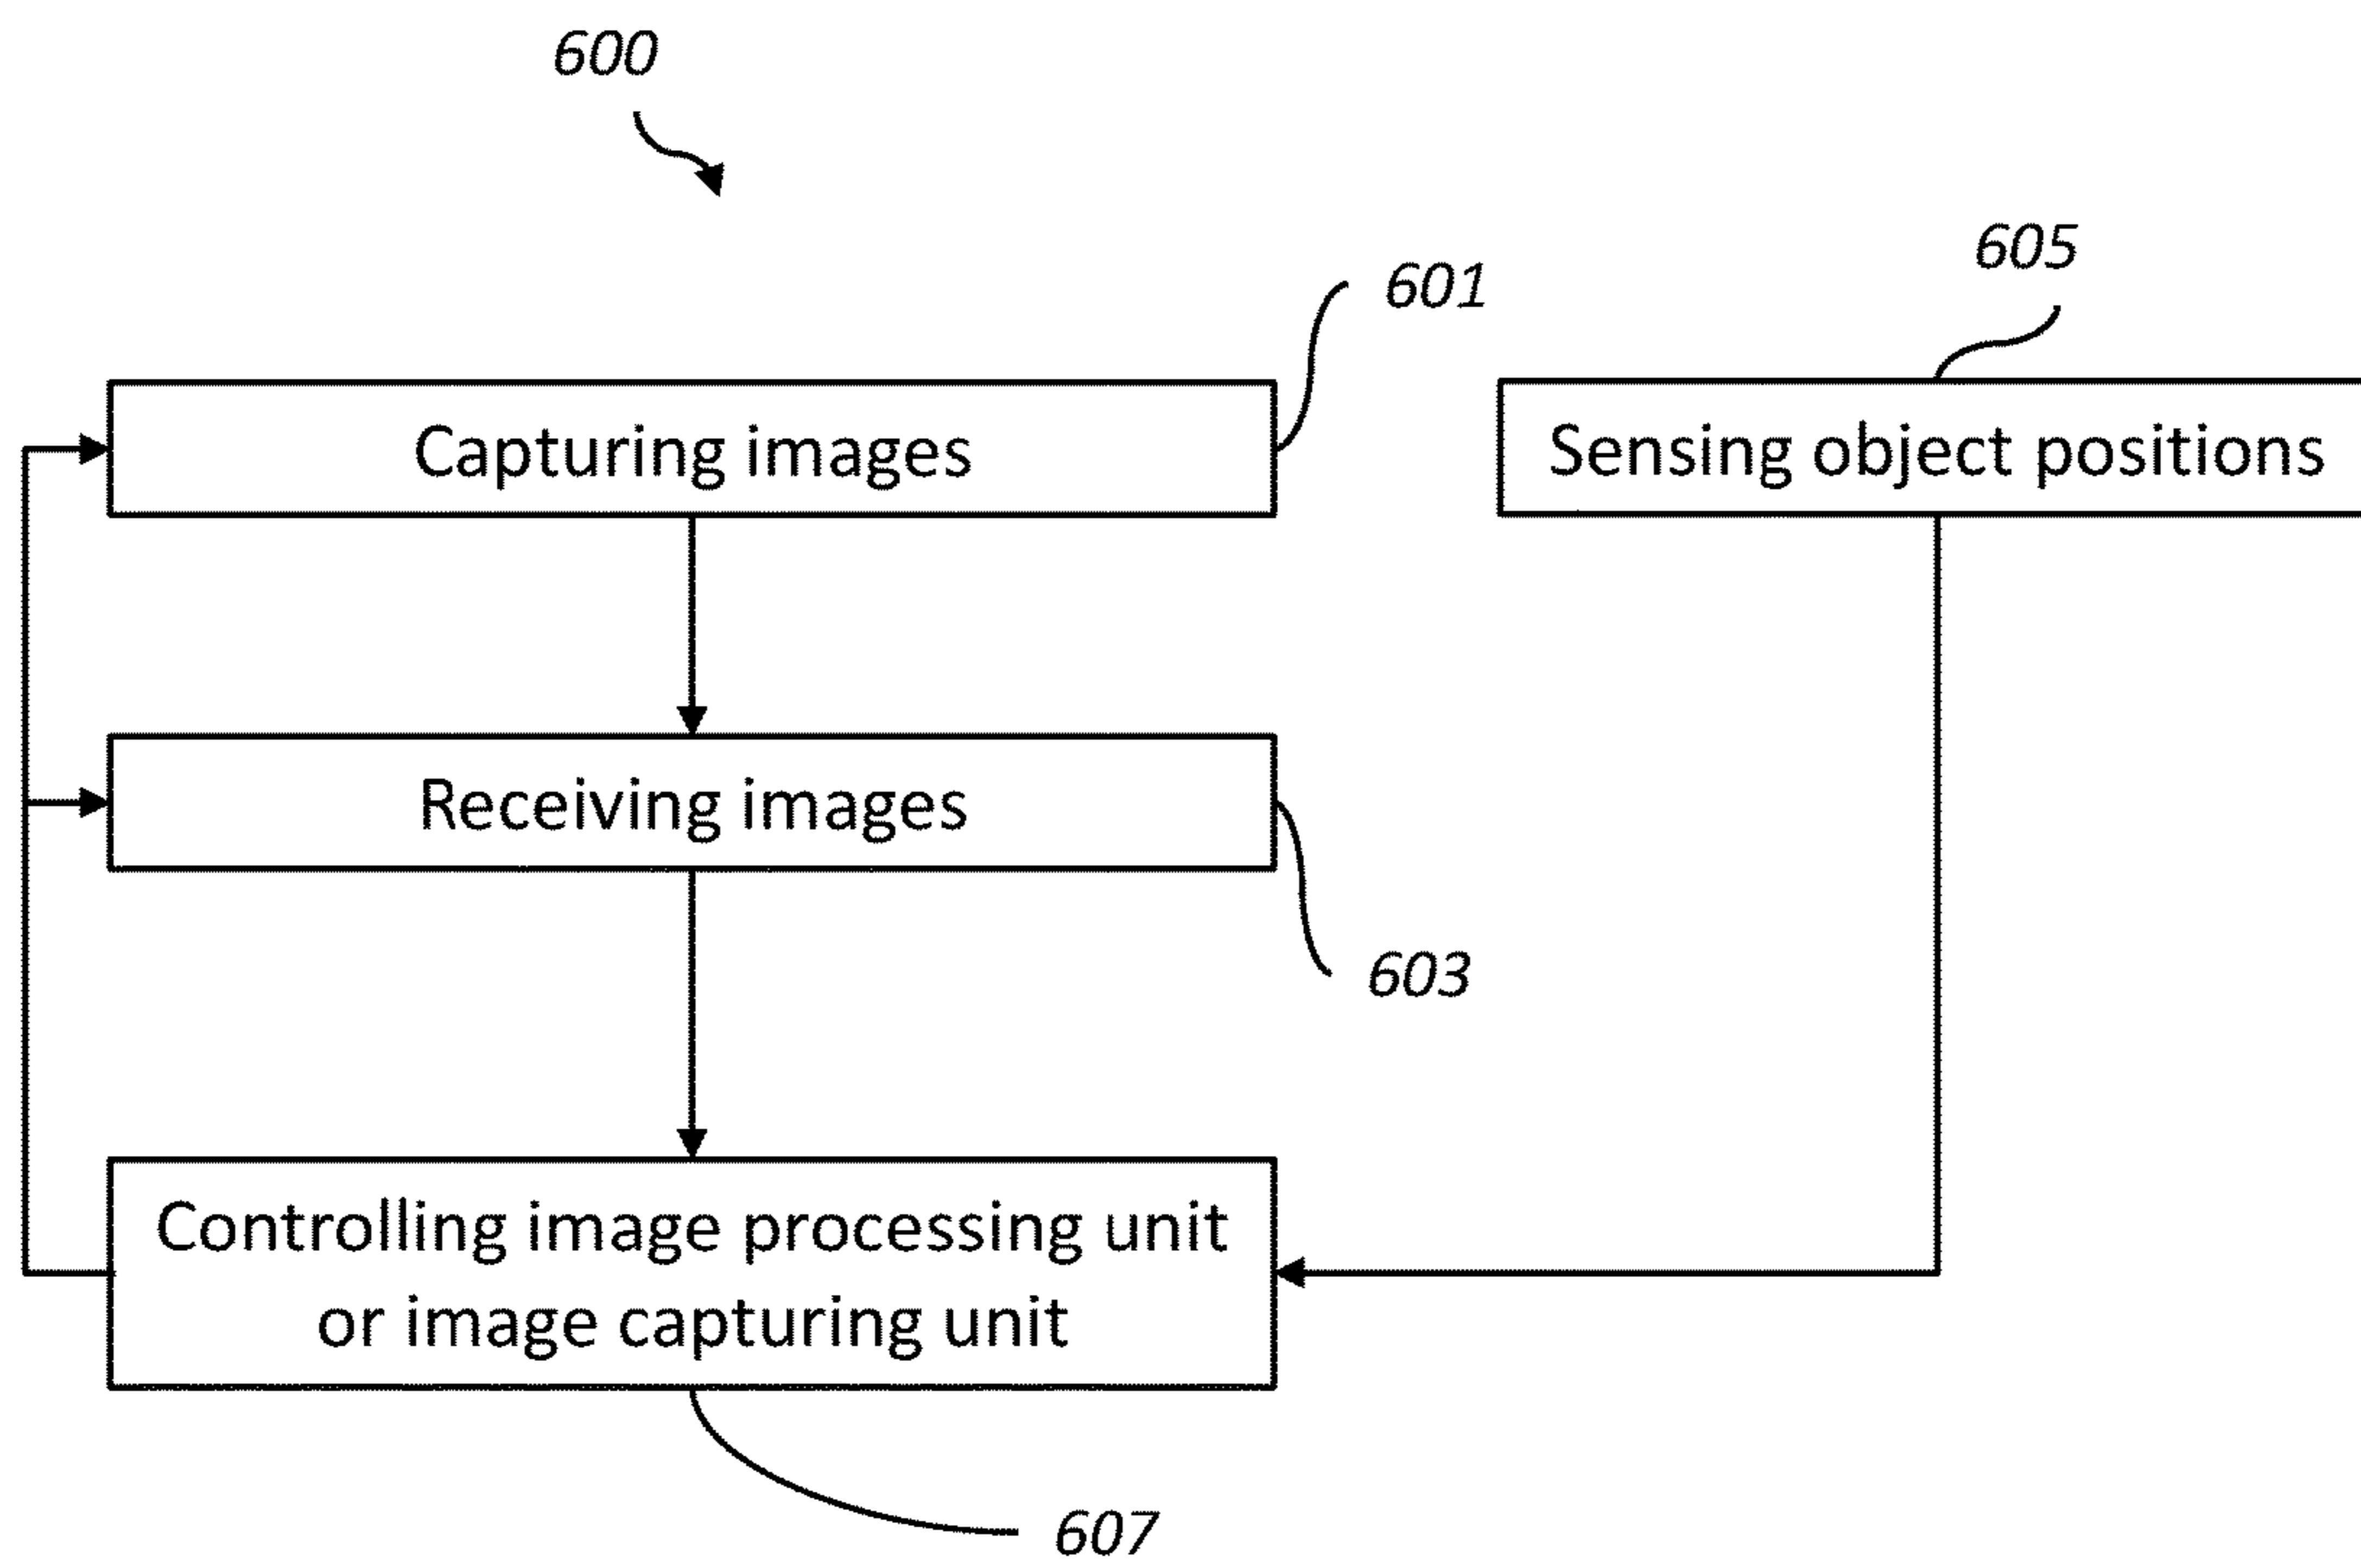 600
601
605
Capturing images
Sensing object positions
Receiving images
603
Controlling image processing unit
or image capturing unit
607